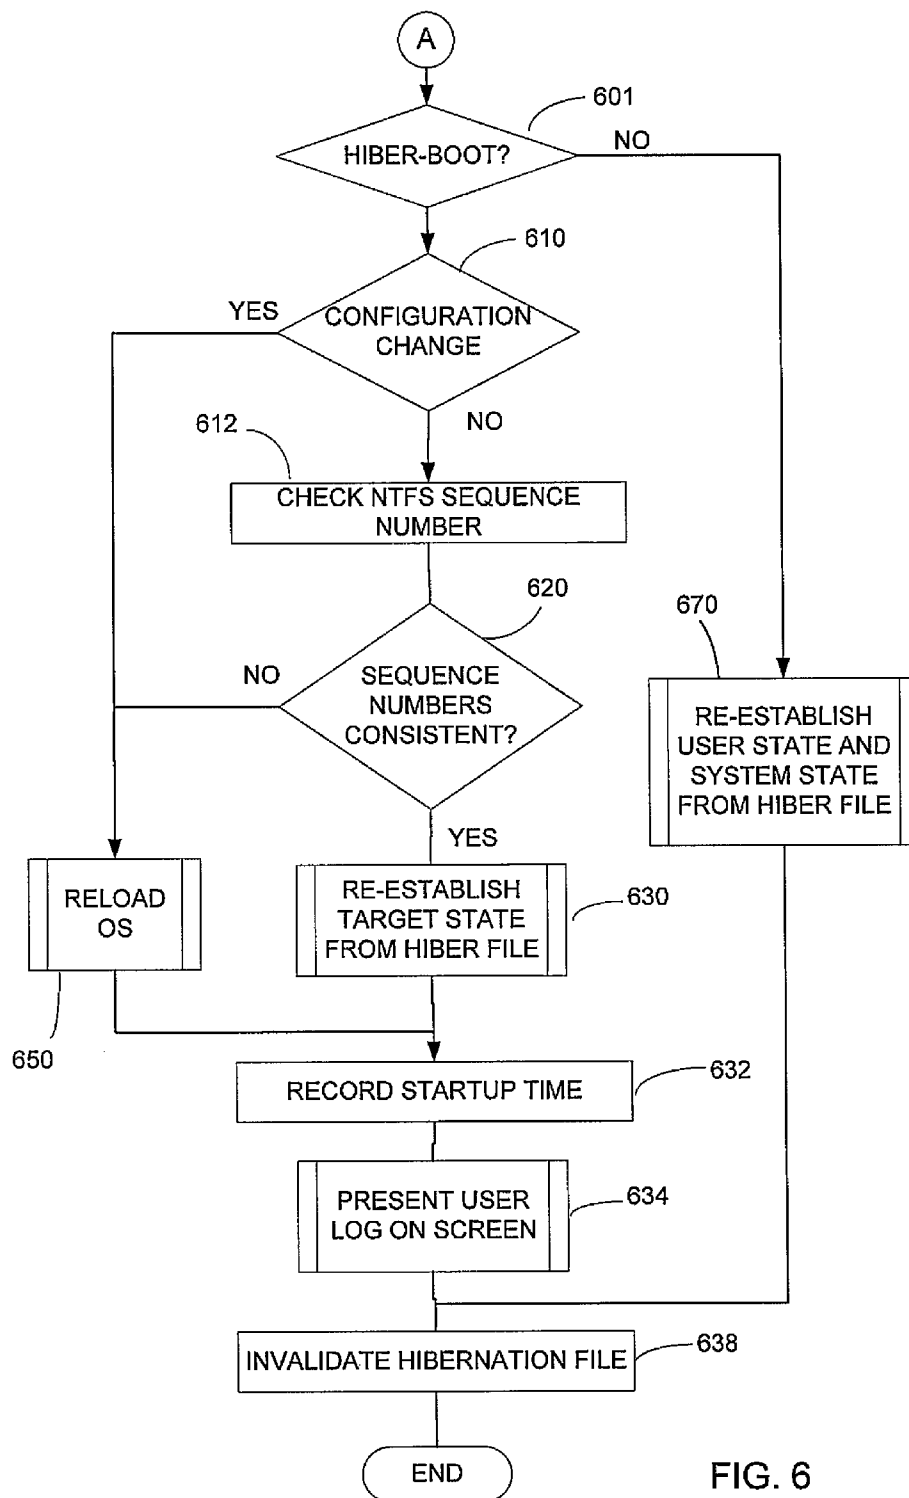 A
601
HIBER-BOOT?
NO
610
YES
CONFIGURATION
CHANGE
NO
612
CHECK NTFS SEQUENCE
NUMBER
620
670
NO
SEQUENCE
NUMBERS
CONSISTENT?
RE-ESTABLISH
USER STATE AND
SYSTEM STATE
FROM HIBER FILE
YES
RELOAD
OS
RE-ESTABLISH
TARGET STATE
FROM HIBER FILE
630
650
RECORD STARTUP TIME
632
PRESENT USER
LOG ON SCREEN
634
INVALIDATE HIBERNATION FILE
638
END
FIG. 6